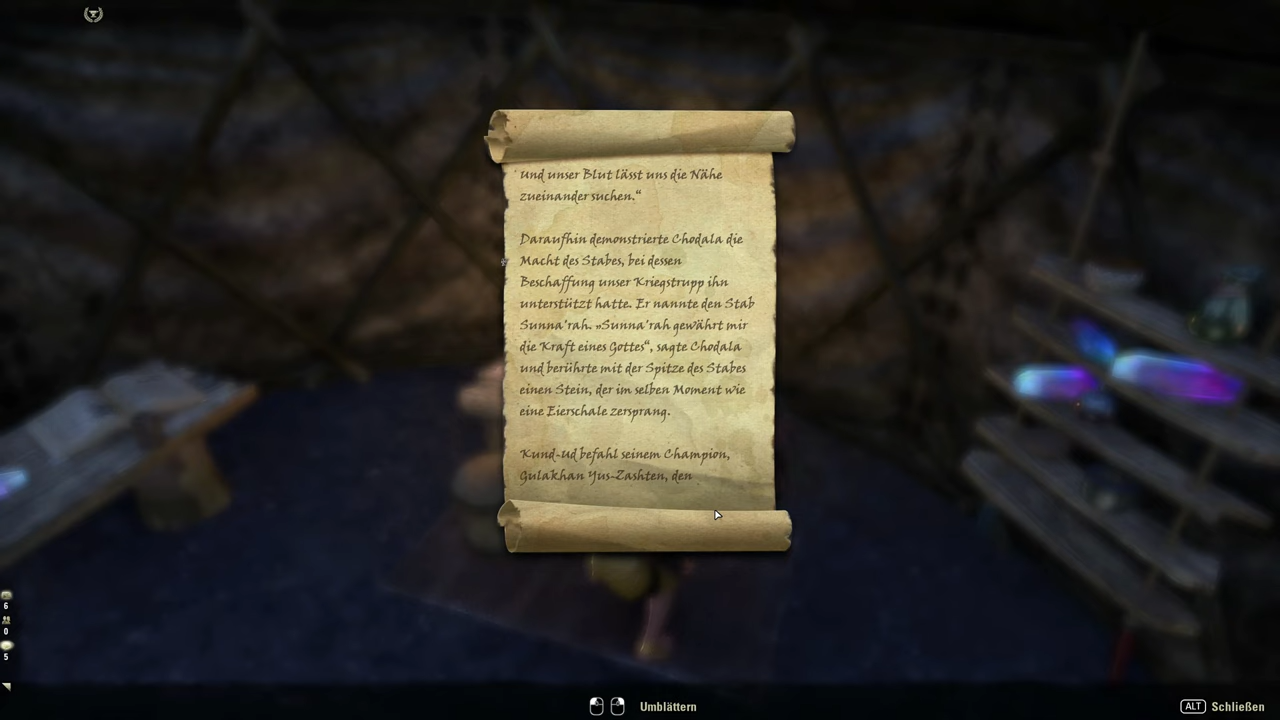 und unser Blut lässt uns die Nähe
zueinander suchen.“
Daraufhin demonstrierte Chodala die
Macht des Stabes, bei dessen
Beschaffung unser Kriegstrupp ihn
unterstützt hatte. Er nannte den Stab
Sunna'rah. „Sunna'rah gewährt mir
die Kraft eines Gottes“, sagte Chodala
und berührte mit der Spitze des Stabes
einen Stein, der im selben Moment wie
eine Eierschale zersprang.
Kund-Ud befahl seinem Champion,
Gulakhan Yus-Zashten, den
6
0
5
Umblättern
ALT Schließen